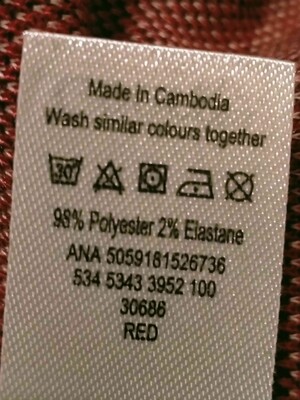 Made In Cambodia
Wash similar colours together
30
98% Polyester 2% Elastane
ANA 5059181526736
534 5343 3952 100
30686
RED